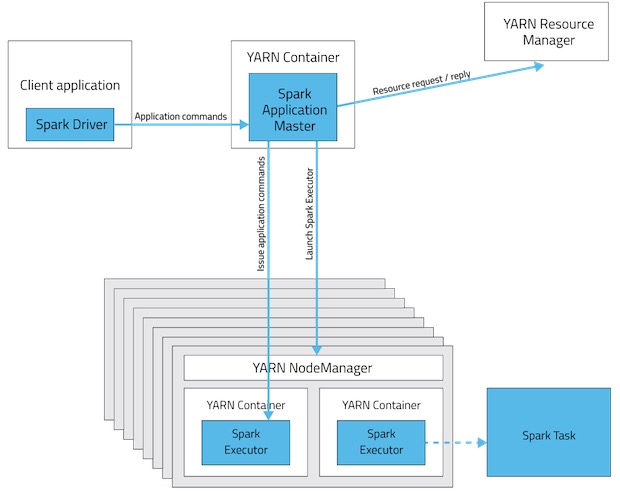 YARN Resource
Manager
YARN Container
Client application
Spark
Application
Master
Spark Driver
Application commands
Resource request / reply
Issue application commands
Launch Spark Executor
YARN NodeManager
YARN Container
YARN Container
Spark
Executor
Spark
Executor
Spark Task